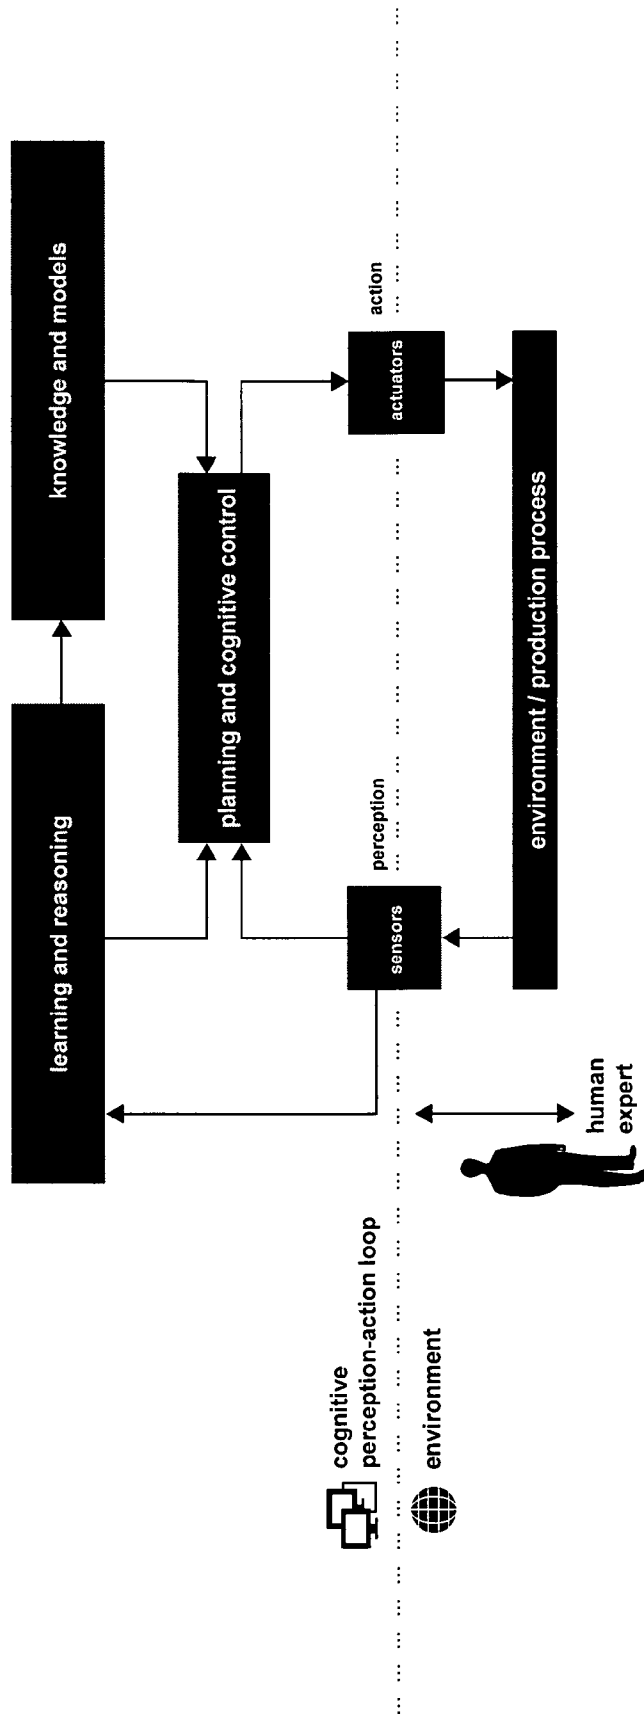 learning and reasoning
knowledge and models
planning and cognitive control
cognitive
perception-action loop
perception
action
sensors
actuators
environment
human
expert
environment / production process